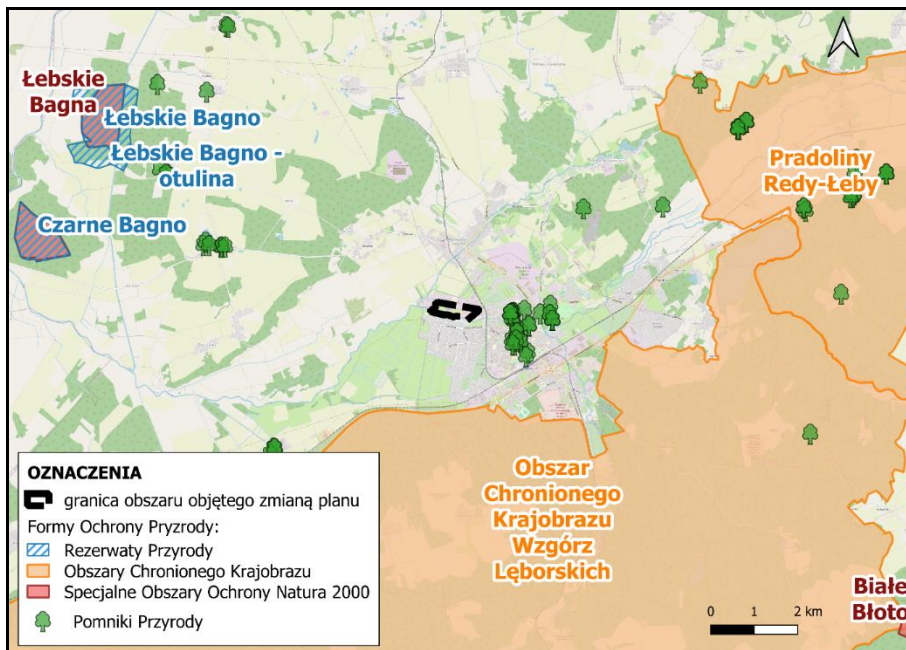 Łebskie
Bagna
Łebskie Bagno
Łebskie Bagno -
otulina
Czarne Bagno
Pradoliny
Redy-Łeby
Obszar
Chronionego
Krajobrazu
Wzgórz
Lęborskich
Białe
Błoto
OZNACZENIA
granica obszaru objętego zmianą planu
Formy Ochrony Pryzrody:
Rezerwaty Przyrody
Obszary Chronionego Krajobrazu
Specjalne Obszary Ochrony Natura 2000
Pomniki Przyrody
0 1 2 km